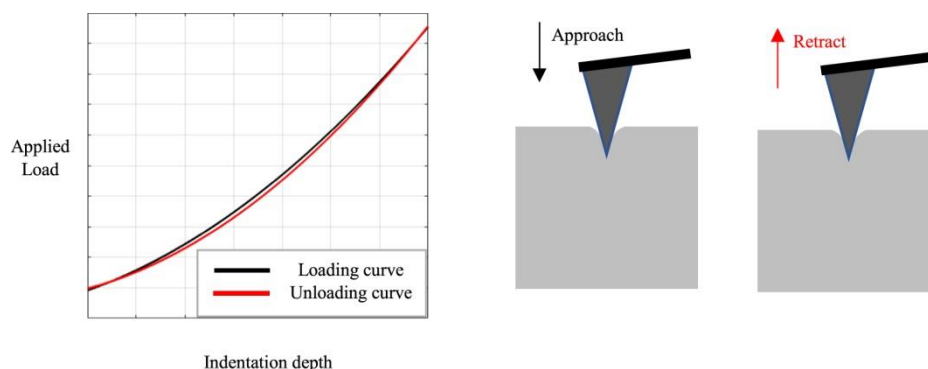 Applied
Load
Loading curve
Unloading curve
Indentation depth
Approach
Retract